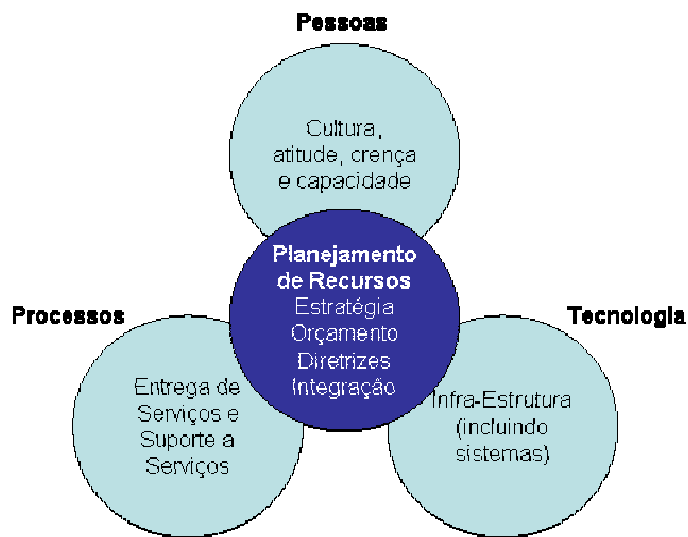 Pessoas
Cultura,
atitude, crença
e capacidade
Planejamento
de Recursos
Estratégia
Orçamento
Diretrizes
Integração
Processos
Entrega de
Serviços e
Suporte a
Serviços
Tecnologia
Infra-Estrutura
(incluindo
sistemas)